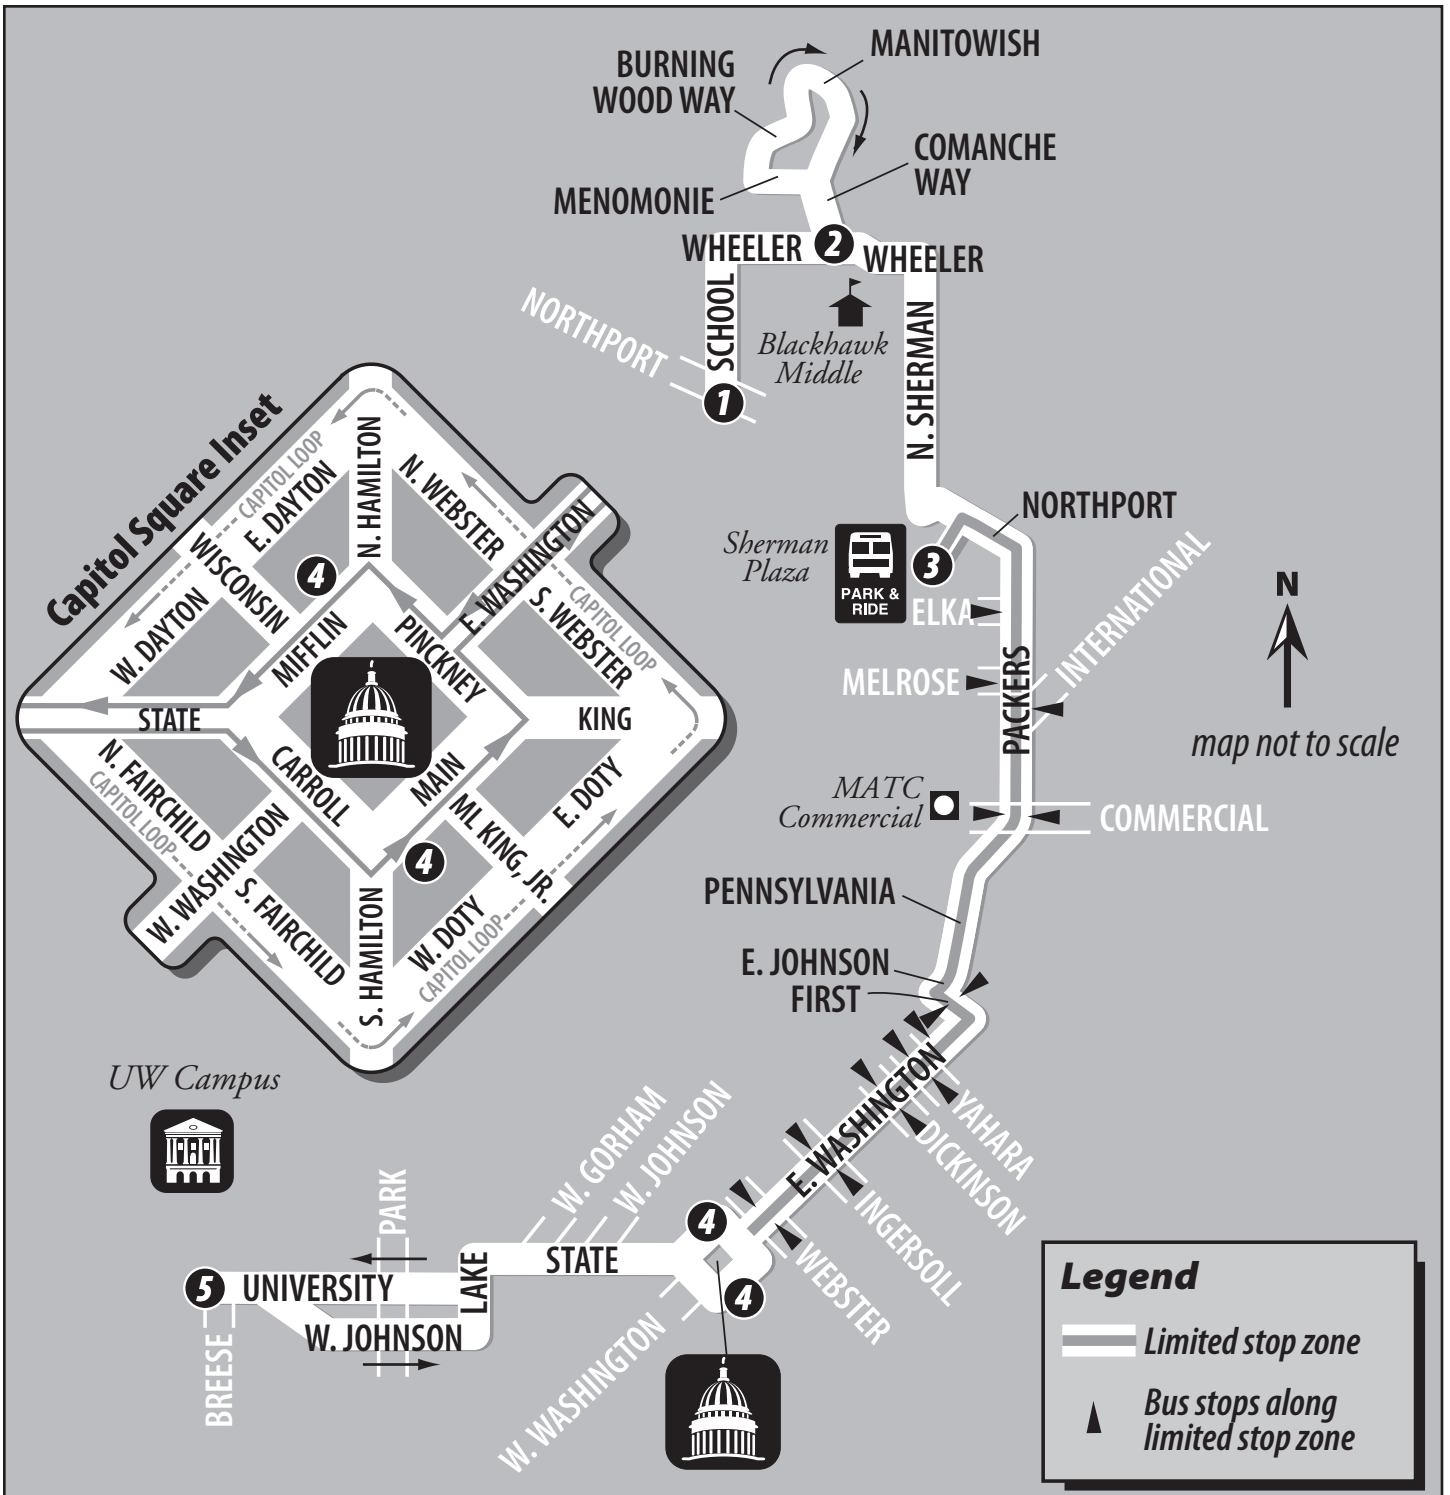 MANITOWISH
BURNING
WOOD WAY
COMANCHE
WAY
MENOMONIE
WHEELER
2
WHEELER
SCHOOL
NORTHPORT
Blackhawk
Middle
N. SHERMAN
1
Capitol Square Inset
CAPITOL LOOP
E. DAYTON
N. HAMILTON
N. WEBSTER
E. WASHINGTON
WISCONSIN
4
W. DAYTON
MIFFLIN
PINCKNEY
S. WEBSTER
CAPITOL LOOP
STATE
KING
CARROLL
MAIN
N. FAIRCHILD
CAPITOL LOOP
W. WASHINGTON
S. FAIRCHILD
ML KING, JR.
E. DOTY
4
S. HAMILTON
W. DOTY
CAPITOL LOOP
NORTHPORT
Sherman
Plaza
PARK &
RIDE
3
ELKA
INTERNATIONAL
MELROSE
PACKERS
N
map not to scale
MATC
Commercial
COMMERCIAL
PENNSYLVANIA
E. JOHNSON
FIRST
E. WASHINGTON
YAHARA
DICKINSON
INGERSOLL
WEBSTER
UW Campus
W. GORHAM
W. JOHNSON
PARK
4
STATE
LAKE
5
UNIVERSITY
4
W. JOHNSON
BREESE
W. WASHINGTON
Legend
Limited stop zone
Bus stops along
limited stop zone